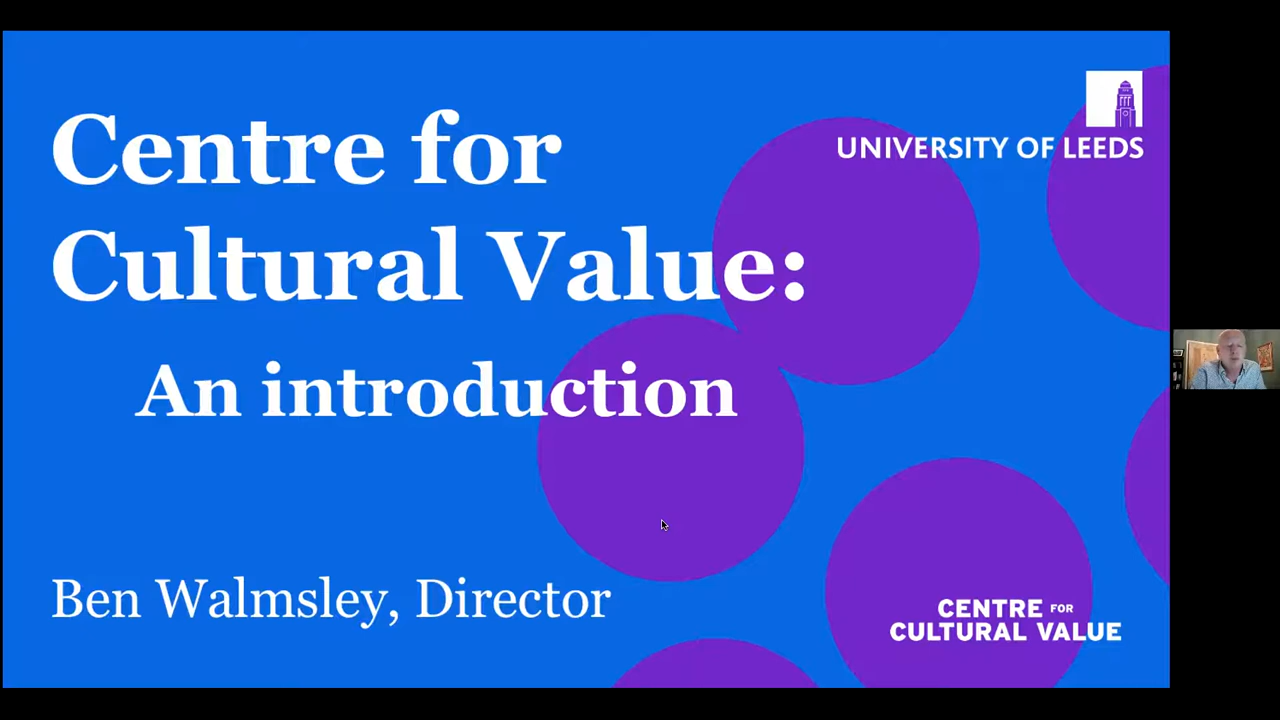 Centre for
Cultural Value:
An introduction
Ben Walmsley, Director
UNIVERSITY OF LEEDS
CENTRE FOR
CULTURAL VALUE